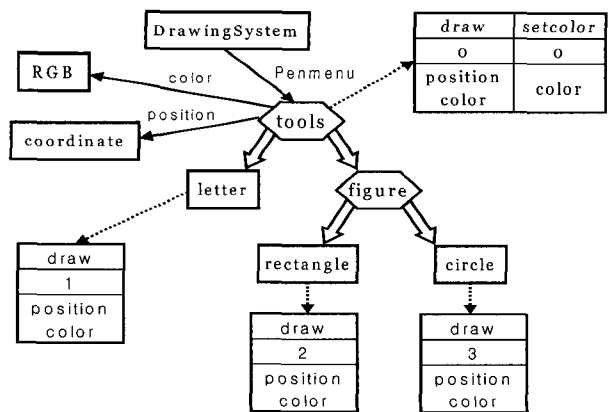 DrawingSystem
draw setcolor
0 0
position
color
color
RGB
color
Penmenu
position
coordinate
tools
letter
figure
draw
1
position
color
rectangle
circle
draw
2
position
color
draw
3
position
color